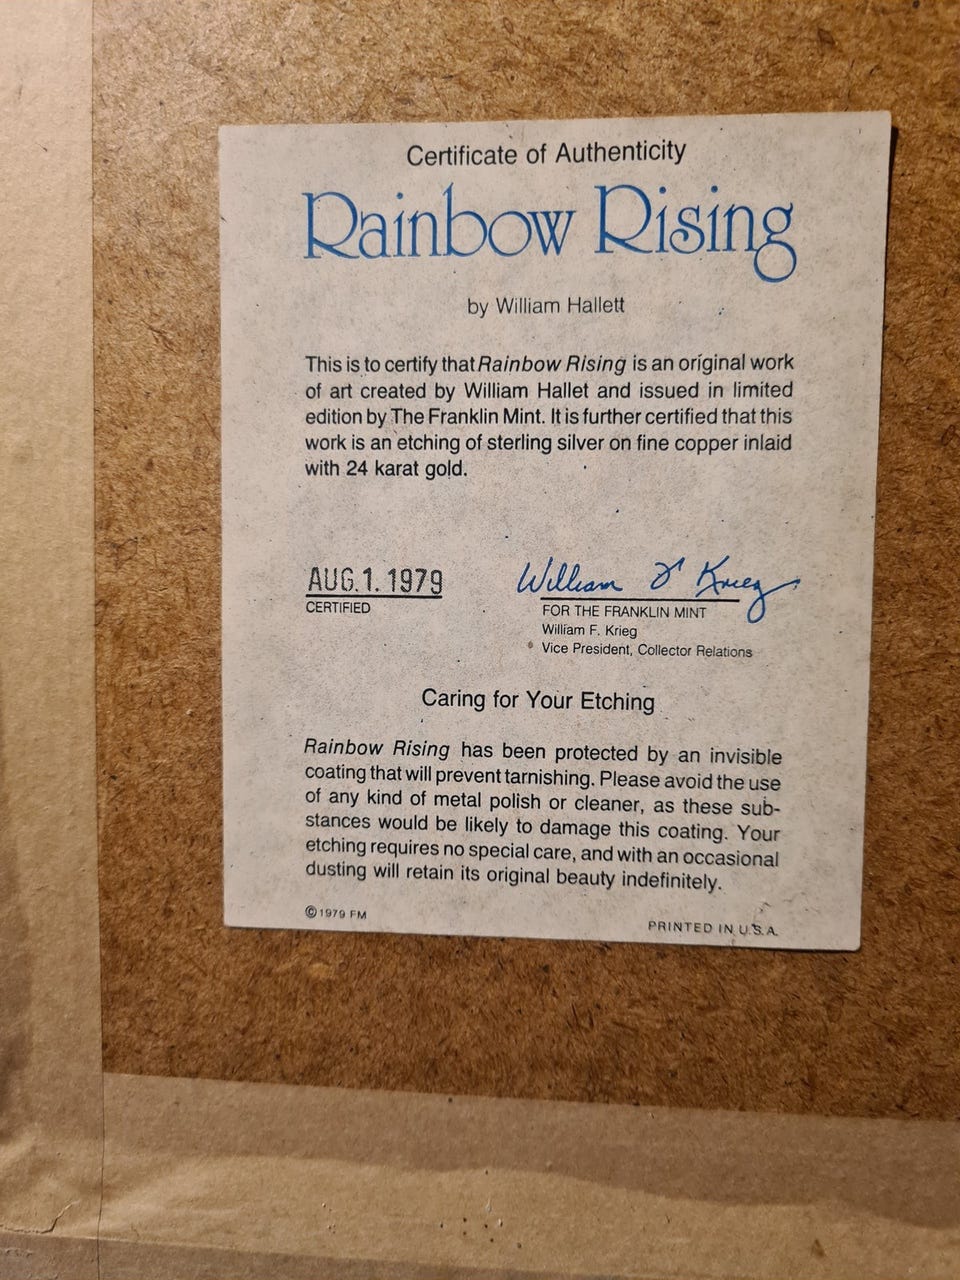 Certificate of Authenticity
Rainbow Rising
by William Hallett
This is to certify that Rainbow Rising is an original work
of art created by William Hallet and issued in limited
edition by The Franklin Mint. It is further certified that this
work is an etching of sterling silver on fine copper inlaid
with 24 karat gold.
AUG. 1. 1979
CERTIFIED
William F Krieg
FOR THE FRANKLIN MINT
William F. Krieg
Vice President, Collector Relations
Caring for Your Etching
Rainbow Rising has been protected by an invisible
coating that will prevent tarnishing. Please avoid the use
of any kind of metal polish or cleaner, as these sub-
stances would be likely to damage this coating. Your
etching requires no special care, and with an occasional
dusting will retain its original beauty indefinitely.
©1979 FM
PRINTED IN U.S.A.